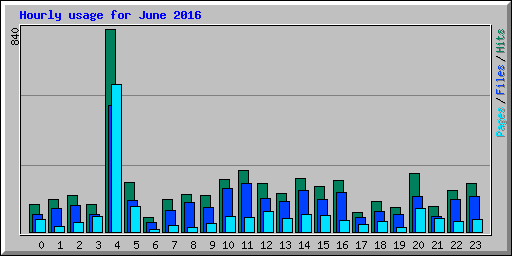 Hourly usage for June 2016
840
Pages / Files / Hits
0 1 2 3 4 5 6 7 8 9 10 11 12 13 14 15 16 17 18 19 20 21 22 23